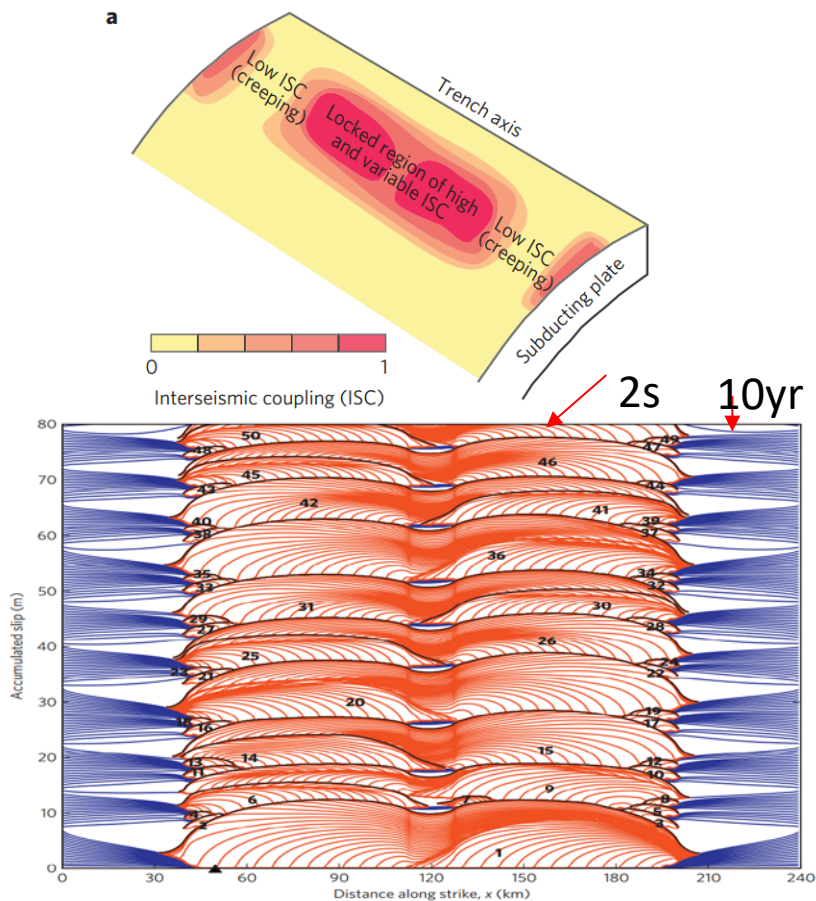 a
Low ISC
(creeping)
Trench axis
Locked region of high
and variable ISC
Low ISC
(creeping)
Subducting plate
0 1
Interseismic coupling (ISC)
2s 10yr
80
70
60
50
40
30
20
10
0
Accumulated slip (m)
50 49
48 47
45 46
43 44
42 41
40 39
38 37
36
35 34
33 32
31 30
29 28
27 26
25 24
23 22
21
20 19
18 17
16 15
14
13 12
11 10
9
6 7 8
4 5
2 3
1
0 30 60 90 120 150 180 210 240
Distance along strike, x (km)